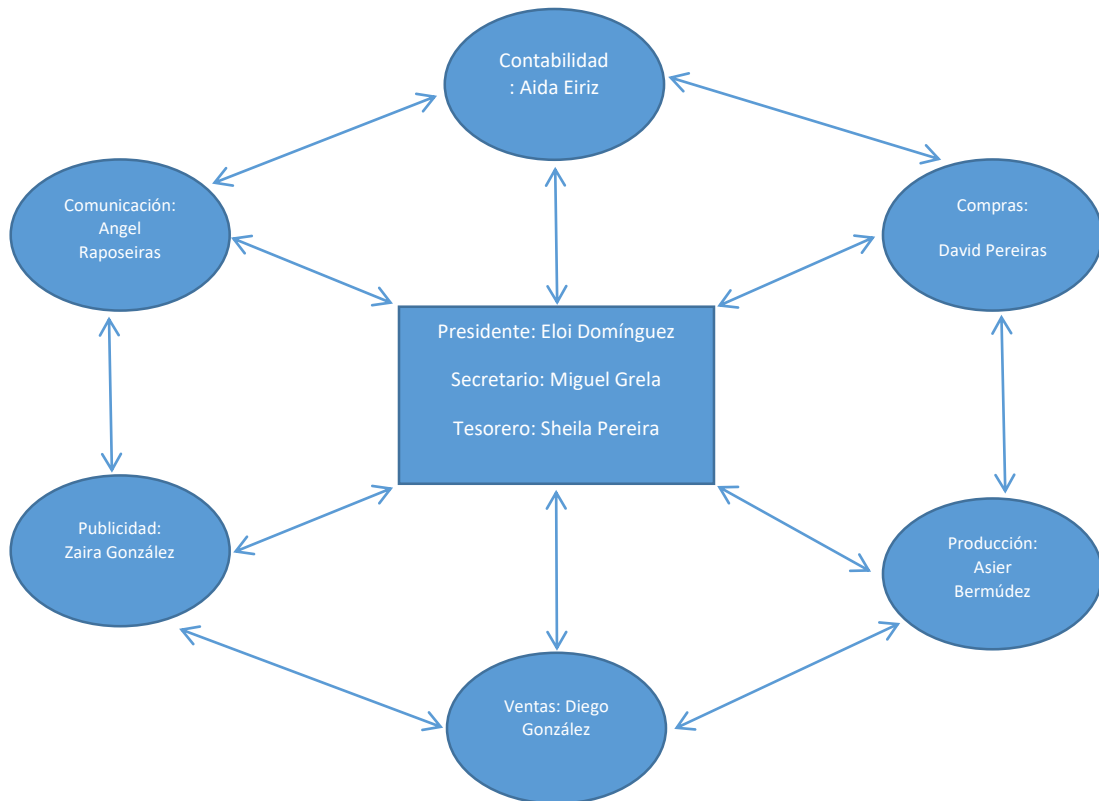 Contabilidad
: Aida Eiriz
Comunicación:
Angel
Raposeiras
Compras:
David Pereiras
Presidente: Eloi Domínguez
Secretario: Miguel Grela
Tesorero: Sheila Pereira
Publicidad:
Zaira González
Producción:
Asier
Bermúdez
Ventas: Diego
González